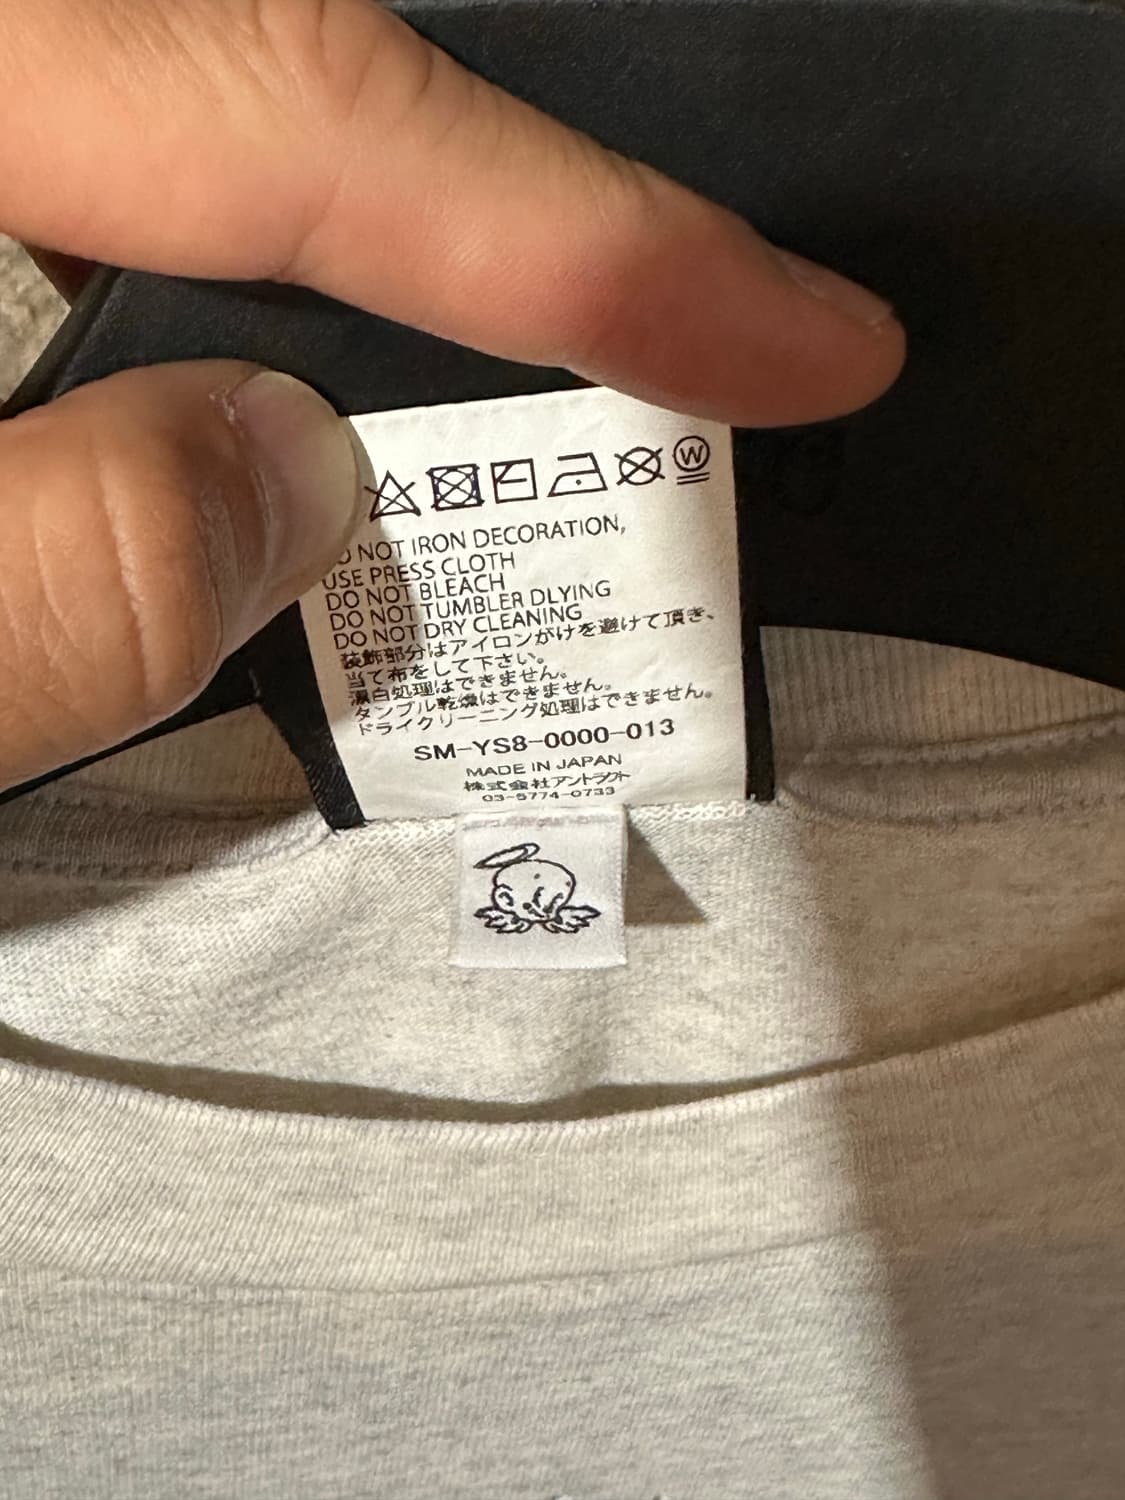 W
NOT IRON DECORATION,
USE PRESS CLOTH
DO NOT BLEACH
DO NOT TUMBLER DLYING
DO NOT DRY CLEANING
装飾部分はアイロンがけを避けて頂き、
当て布をして下さい。
漂白処理はできません。
タンブル乾燥はできません。
ドライクリーニング処理はできません。
SM-YS8-0000-013
MADE IN JAPAN
株式会社アントラクト
03-5774-0733